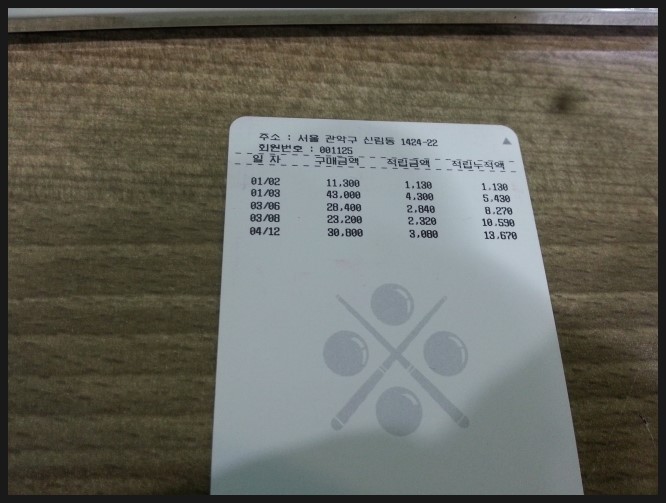 주소 : 서울 관악구 신림동 1424-22
회원번호 : 001125
일 자 구매금액 적립금액 적립누적액
01/02 11,300 1,130 1,130
01/03 43,000 4,300 5,430
03/06 28,400 2,840 8,270
03/08 23,200 2,320 10,590
04/12 30,800 3,080 13,670